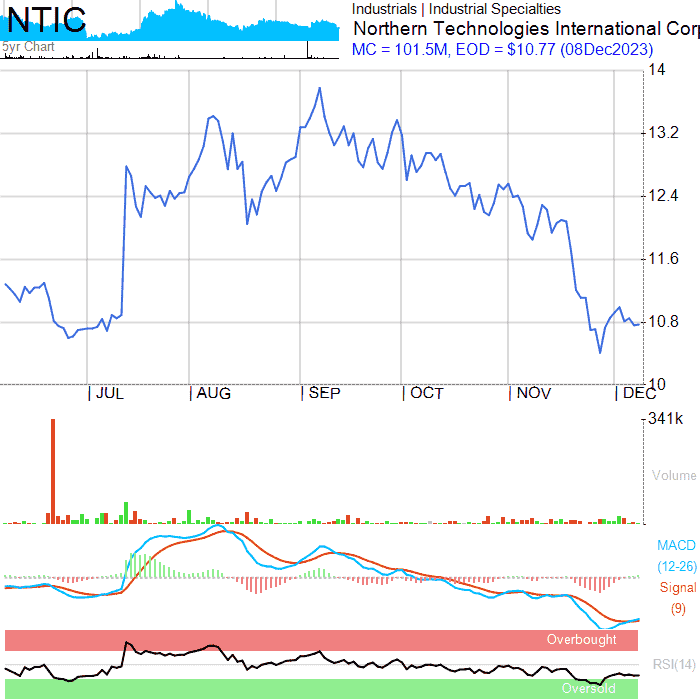 NTIC
5yr Chart
Industrials | Industrial Specialties
Northern Technologies International Corp
MC = 101.5M, EOD = $10.77 (08Dec2023)
14
13.2
12.4
11.6
10.8
10
JUL AUG SEP OCT NOV DEC
341k
Volume
MACD
(12-26)
Signal
(9)
Overbought
RSI(14)
Oversold